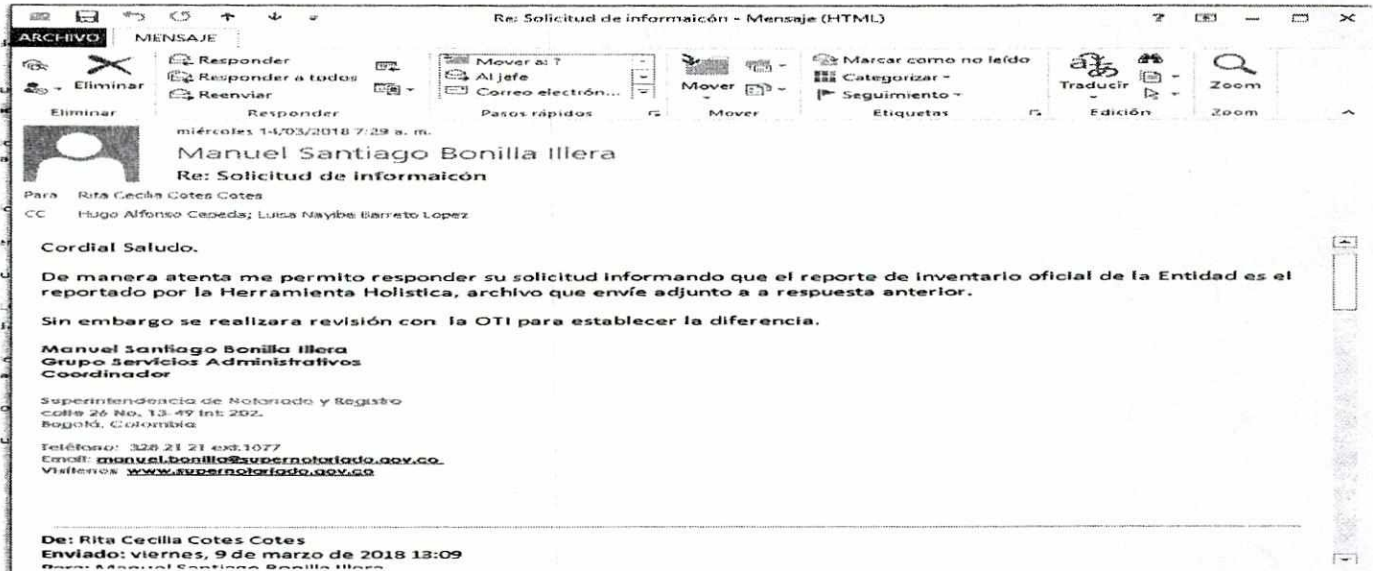 Re: Solicitud de informaicón - Mensaje (HTML)
ARCHIVO MENSAJE
Eliminar
Responder
Responder a todos
Reenviar
Mover a: ?
Al jefe
Correo electrón...
Mover
Marcar como no leído
Categorizar
Seguimiento
Traducir
Zoom
Eliminar Responder Pasos rápidos Mover Etiquetas Edición Zoom
miércoles 14/03/2018 7:29 a. m.
Manuel Santiago Bonilla Illera
Re: Solicitud de informaicón
Para Rita Cecilia Cotes Cotes
CC Hugo Alfonso Cepeda; Luisa Nayibe Barreto Lopez
Cordial Saludo.
De manera atenta me permito responder su solicitud informando que el reporte de inventario oficial de la Entidad es el
reportado por la Herramienta Holistica, archivo que envíe adjunto a a respuesta anterior.
Sin embargo se realizara revisión con la OTI para establecer la diferencia.
Manuel Santiago Bonilla Illera
Grupo Servicios Administrativos
Coordinador
Superintendencia de Notariado y Registro
calle 26 No. 13-49 Int. 202.
Bogotá, Colombia
Teléfono: 328 21 21 ext.1077
Email: manuel.bonilla@supernotariado.gov.co
Visítenos www.supernotariado.gov.co
De: Rita Cecilia Cotes Cotes
Enviado: viernes, 9 de marzo de 2018 13:09
Para: Manuel Santiago Bonilla Illera